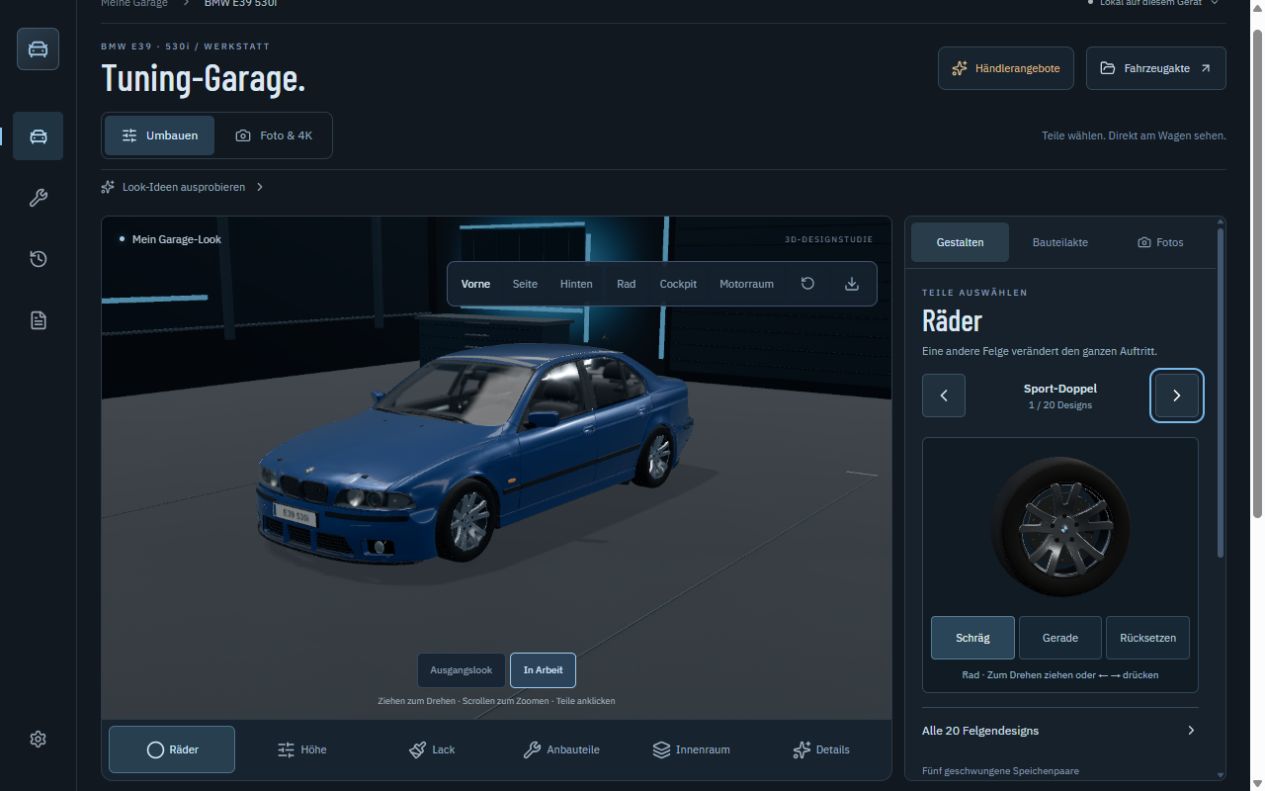 Meine Garage > BMW E39 530i
Lokal auf diesem Gerät
BMW E39 · 530i / WERKSTATT
Tuning-Garage.
Händlerangebote
Fahrzeugakte
Umbauen
Foto & 4K
Teile wählen. Direkt am Wagen sehen.
Look-Ideen ausprobieren
Mein Garage-Look
3D-DESIGNSTUDIE
Vorne
Seite
Hinten
Rad
Cockpit
Motorraum
E39 530i
Ausgangslook
In Arbeit
Ziehen zum Drehen · Scrollen zum Zoomen · Teile anklicken
Räder
Höhe
Lack
Anbauteile
Innenraum
Details
Gestalten
Bauteilakte
Fotos
TEILE AUSWÄHLEN
Räder
Eine andere Felge verändert den ganzen Auftritt.
Sport-Doppel
1 / 20 Designs
Schräg
Gerade
Rücksetzen
Rad · Zum Drehen ziehen oder ← → drücken
Alle 20 Felgendesigns
Fünf geschwungene Speichenpaare